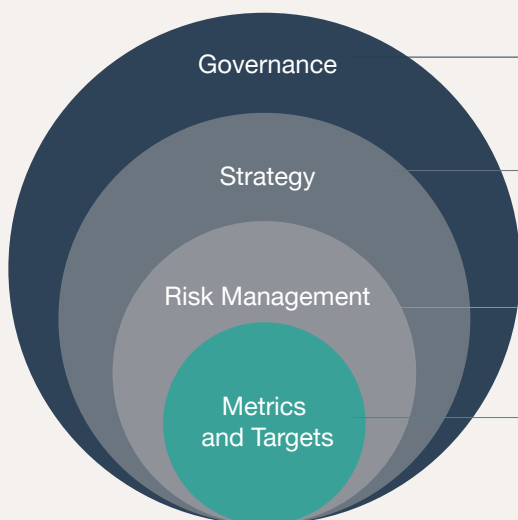 Governance
Strategy
Risk Management
Metrics
and Targets